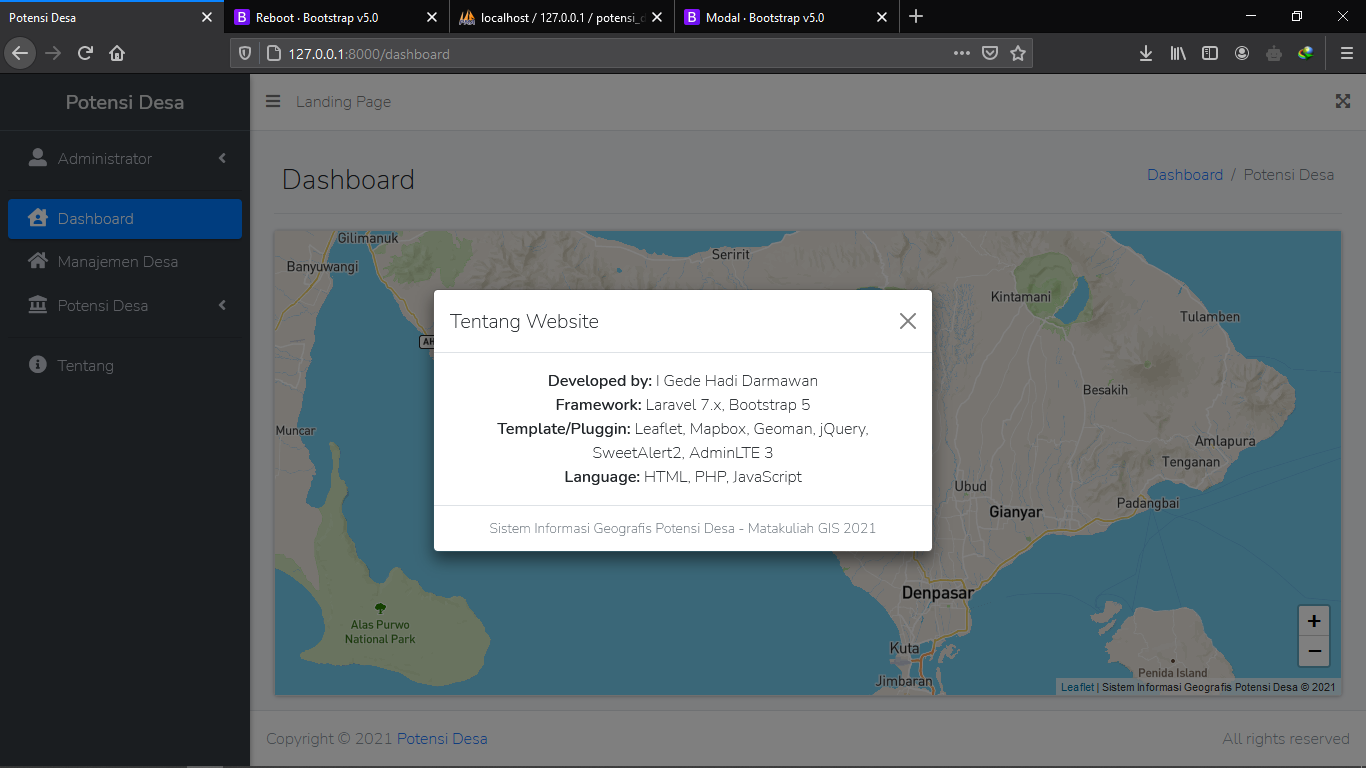 Potensi Desa
Reboot · Bootstrap v5.0
localhost / 127.0.0.1 / potensi_d
Modal · Bootstrap v5.0
127.0.0.1:8000/dashboard
Potensi Desa
Landing Page
Administrator
Dashboard
Manajemen Desa
Potensi Desa
Tentang
Dashboard
Dashboard / Potensi Desa
Gilimanuk
Banyuwangi
Seririt
Kintamani
Tulamben
AH
Besakih
Muncar
Amlapura
Tenganan
Ubud
Padangbai
Gianyar
Tentang Website
Developed by: I Gede Hadi Darmawan
Framework: Laravel 7.x, Bootstrap 5
Template/Pluggin: Leaflet, Mapbox, Geoman, jQuery,
SweetAlert2, AdminLTE 3
Language: HTML, PHP, JavaScript
Sistem Informasi Geografis Potensi Desa - Matakuliah GIS 2021
Denpasar
Alas Purwo
National Park
Kuta
Jimbaran
Penida Island
+
−
Leaflet | Sistem Informasi Geografis Potensi Desa © 2021
Copyright © 2021 Potensi Desa
All rights reserved